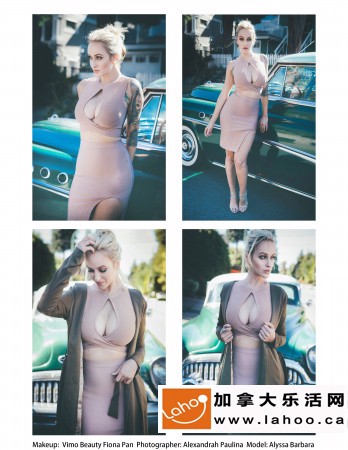 Lahoo
加拿大乐活网
www.lahoo.ca
Makeup: Vimo Beauty Fiona Pan Photographer: Alexandrah Paulina Model: Alyssa Barbara